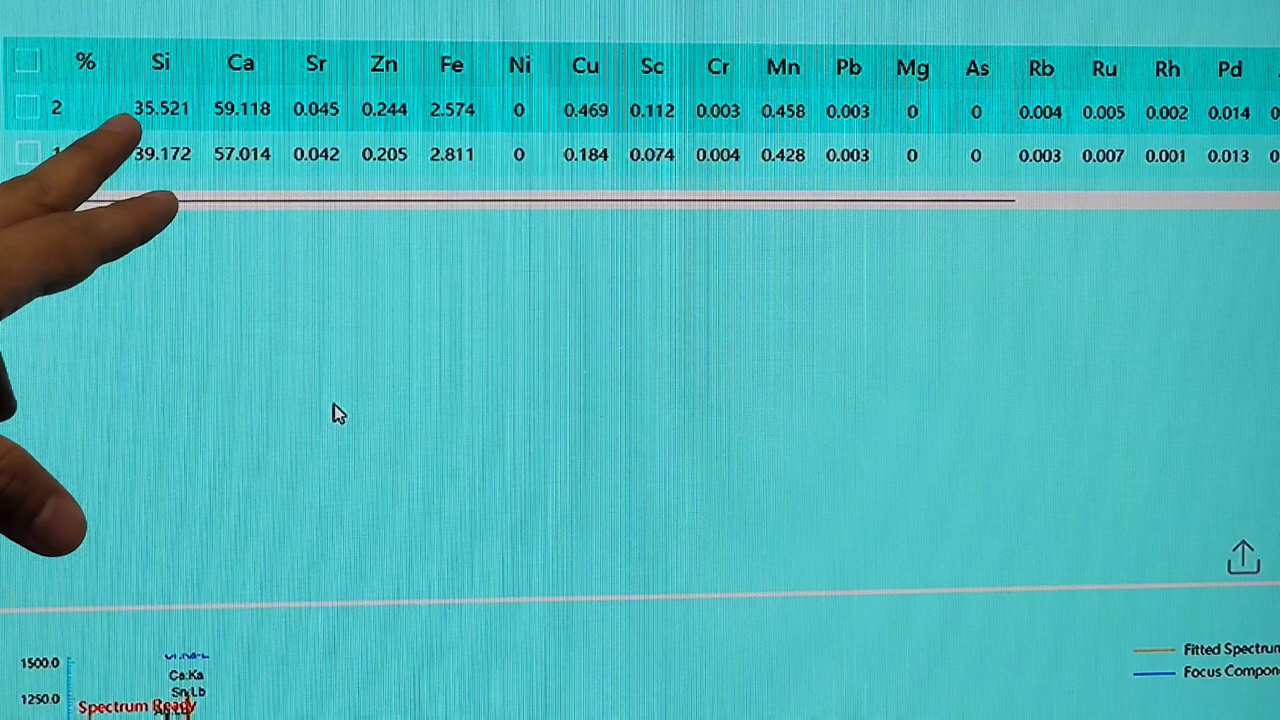 % Si Ca Sr Zn Fe Ni Cu Sc Cr Mn Pb Mg As Rb Ru Rh Pd
2 35.521 59.118 0.045 0.244 2.574 0 0.469 0.112 0.003 0.458 0.003 0 0 0.004 0.005 0.002 0.014
39.172 57.014 0.042 0.205 2.811 0 0.184 0.074 0.004 0.428 0.003 0 0 0.003 0.007 0.001 0.013
1500.0
Ca:Ka
Sn:Lb
1250.0
Spectrum Ready
Fitted Spectrum
Focus Compon